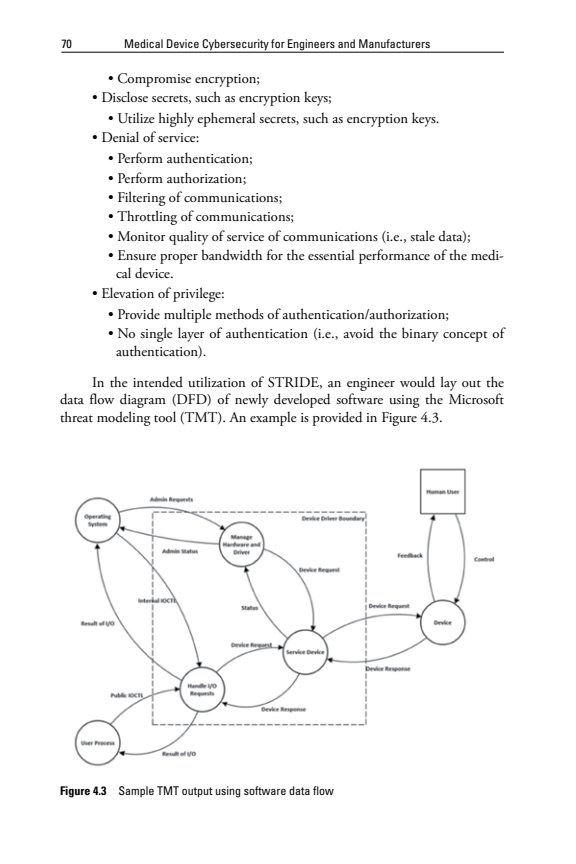 70 Medical Device Cybersecurity for Engineers and Manufacturers
• Compromise encryption;
• Disclose secrets, such as encryption keys;
• Utilize highly ephemeral secrets, such as encryption keys.
• Denial of service:
• Perform authentication;
• Perform authorization;
• Filtering of communications;
• Throttling of communications;
• Monitor quality of service of communications (i.e., stale data);
• Ensure proper bandwidth for the essential performance of the medi-
cal device.
• Elevation of privilege:
• Provide multiple methods of authentication/authorization;
• No single layer of authentication (i.e., avoid the binary concept of
authentication).
In the intended utilization of STRIDE, an engineer would lay out the
data flow diagram (DFD) of newly developed software using the Microsoft
threat modeling tool (TMT). An example is provided in Figure 4.3.
Human User
Admin Requests
Operating
System
Device Driver Boundary
Manage
Hardware and
Driver
Admin Status
Feedback
Control
Device Request
Internal IOCTL
Status
Device Request
Result of I/O
Device
Device Request
Service Device
Device Response
Handle I/O
Requests
Public IOCTL
Device Response
User Process
Result of I/O
Figure 4.3 Sample TMT output using software data flow